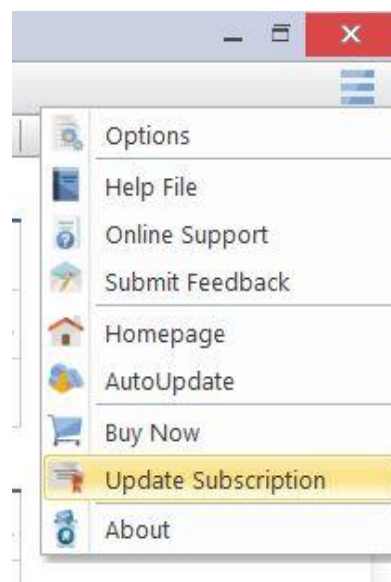 Options
Help File
Online Support
Submit Feedback
Homepage
AutoUpdate
Buy Now
Update Subscription
About